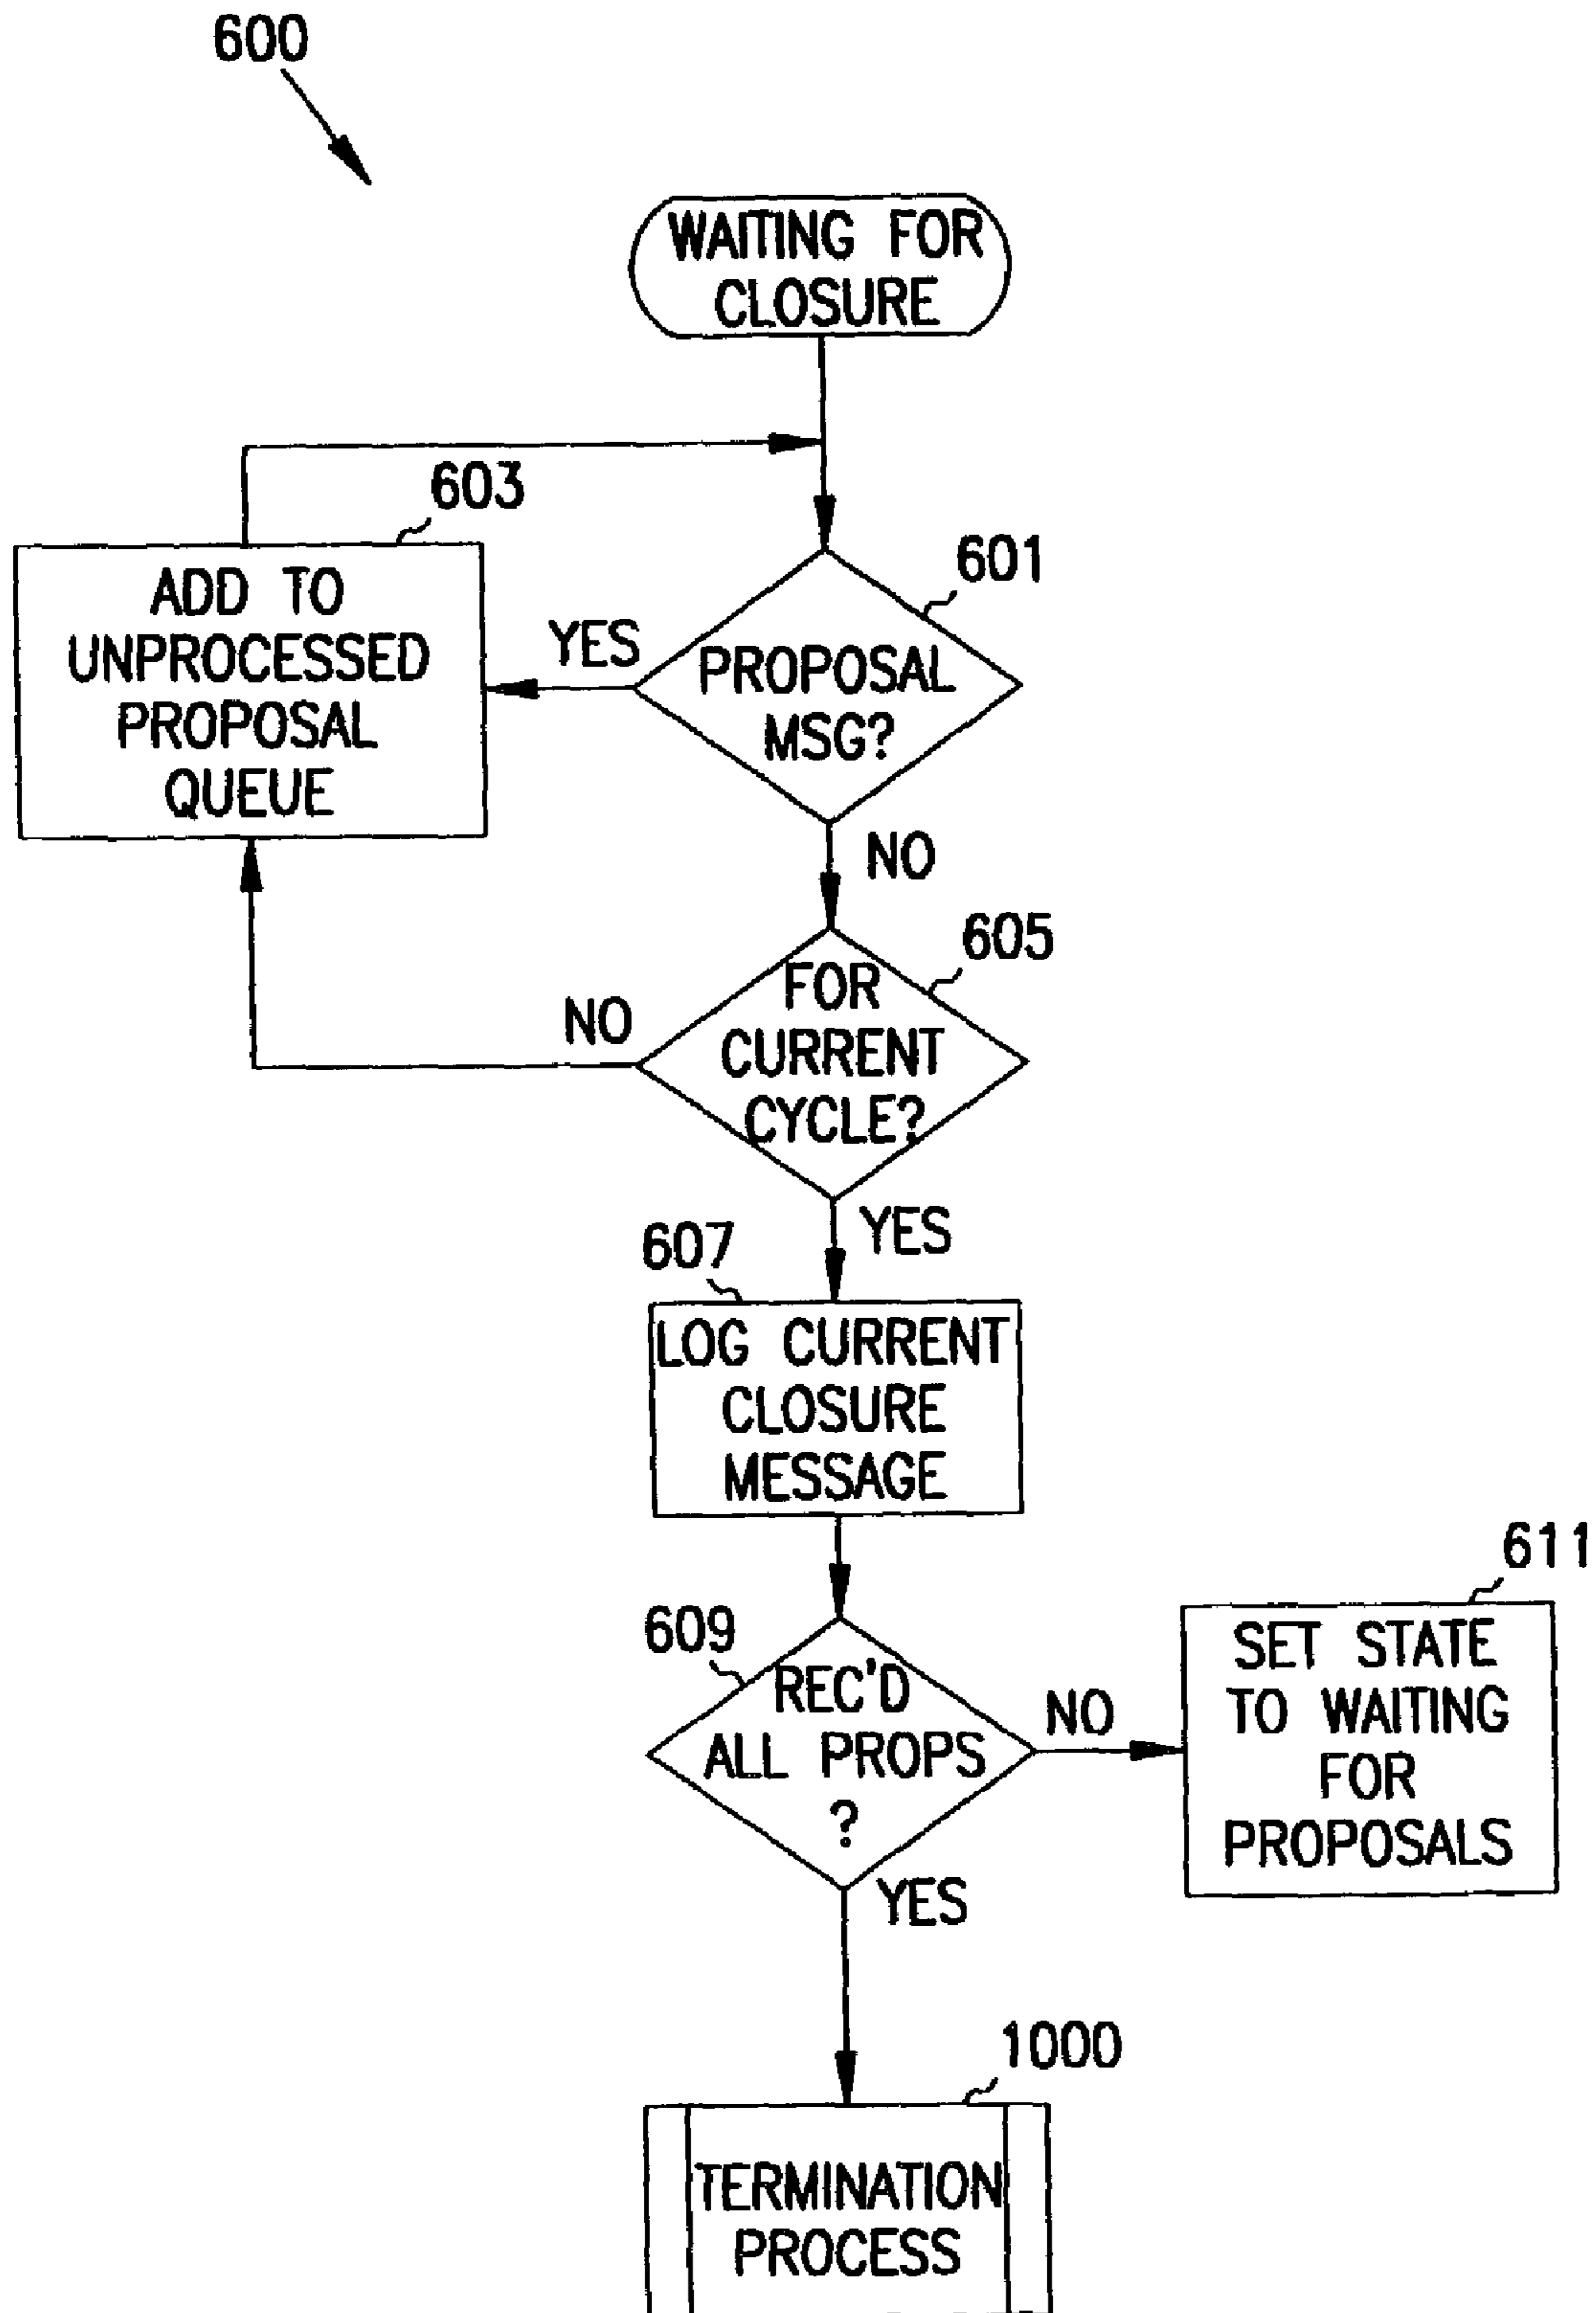 600
WAITING FOR
CLOSURE
603
ADD TO
UNPROCESSED
PROPOSAL
QUEUE
YES
601
PROPOSAL
MSG?
NO
605
FOR
CURRENT
CYCLE?
NO
YES
607
LOG CURRENT
CLOSURE
MESSAGE
609
REC'D
ALL PROPS
?
NO
611
SET STATE
TO WAITING
FOR
PROPOSALS
YES
1000
TERMINATION
PROCESS